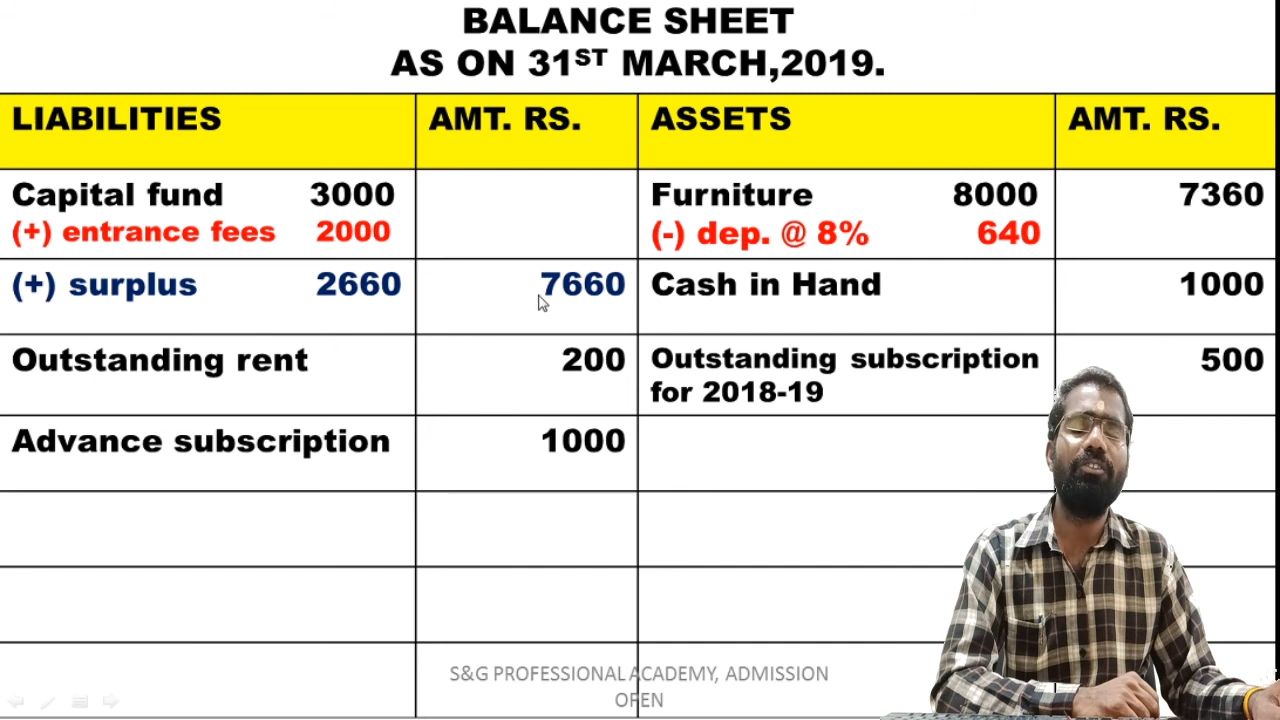 BALANCE SHEET
AS ON 31ST MARCH,2019.
LIABILITIES AMT. RS. ASSETS AMT. RS.
Capital fund 3000 Furniture 8000 7360
(+) entrance fees 2000 (-) dep. @ 8% 640
(+) surplus 2660 7660 Cash in Hand 1000
Outstanding rent 200 Outstanding subscription 500
for 2018-19
Advance subscription 1000
S&G PROFESSIONAL ACADEMY, ADMISSION
OPEN